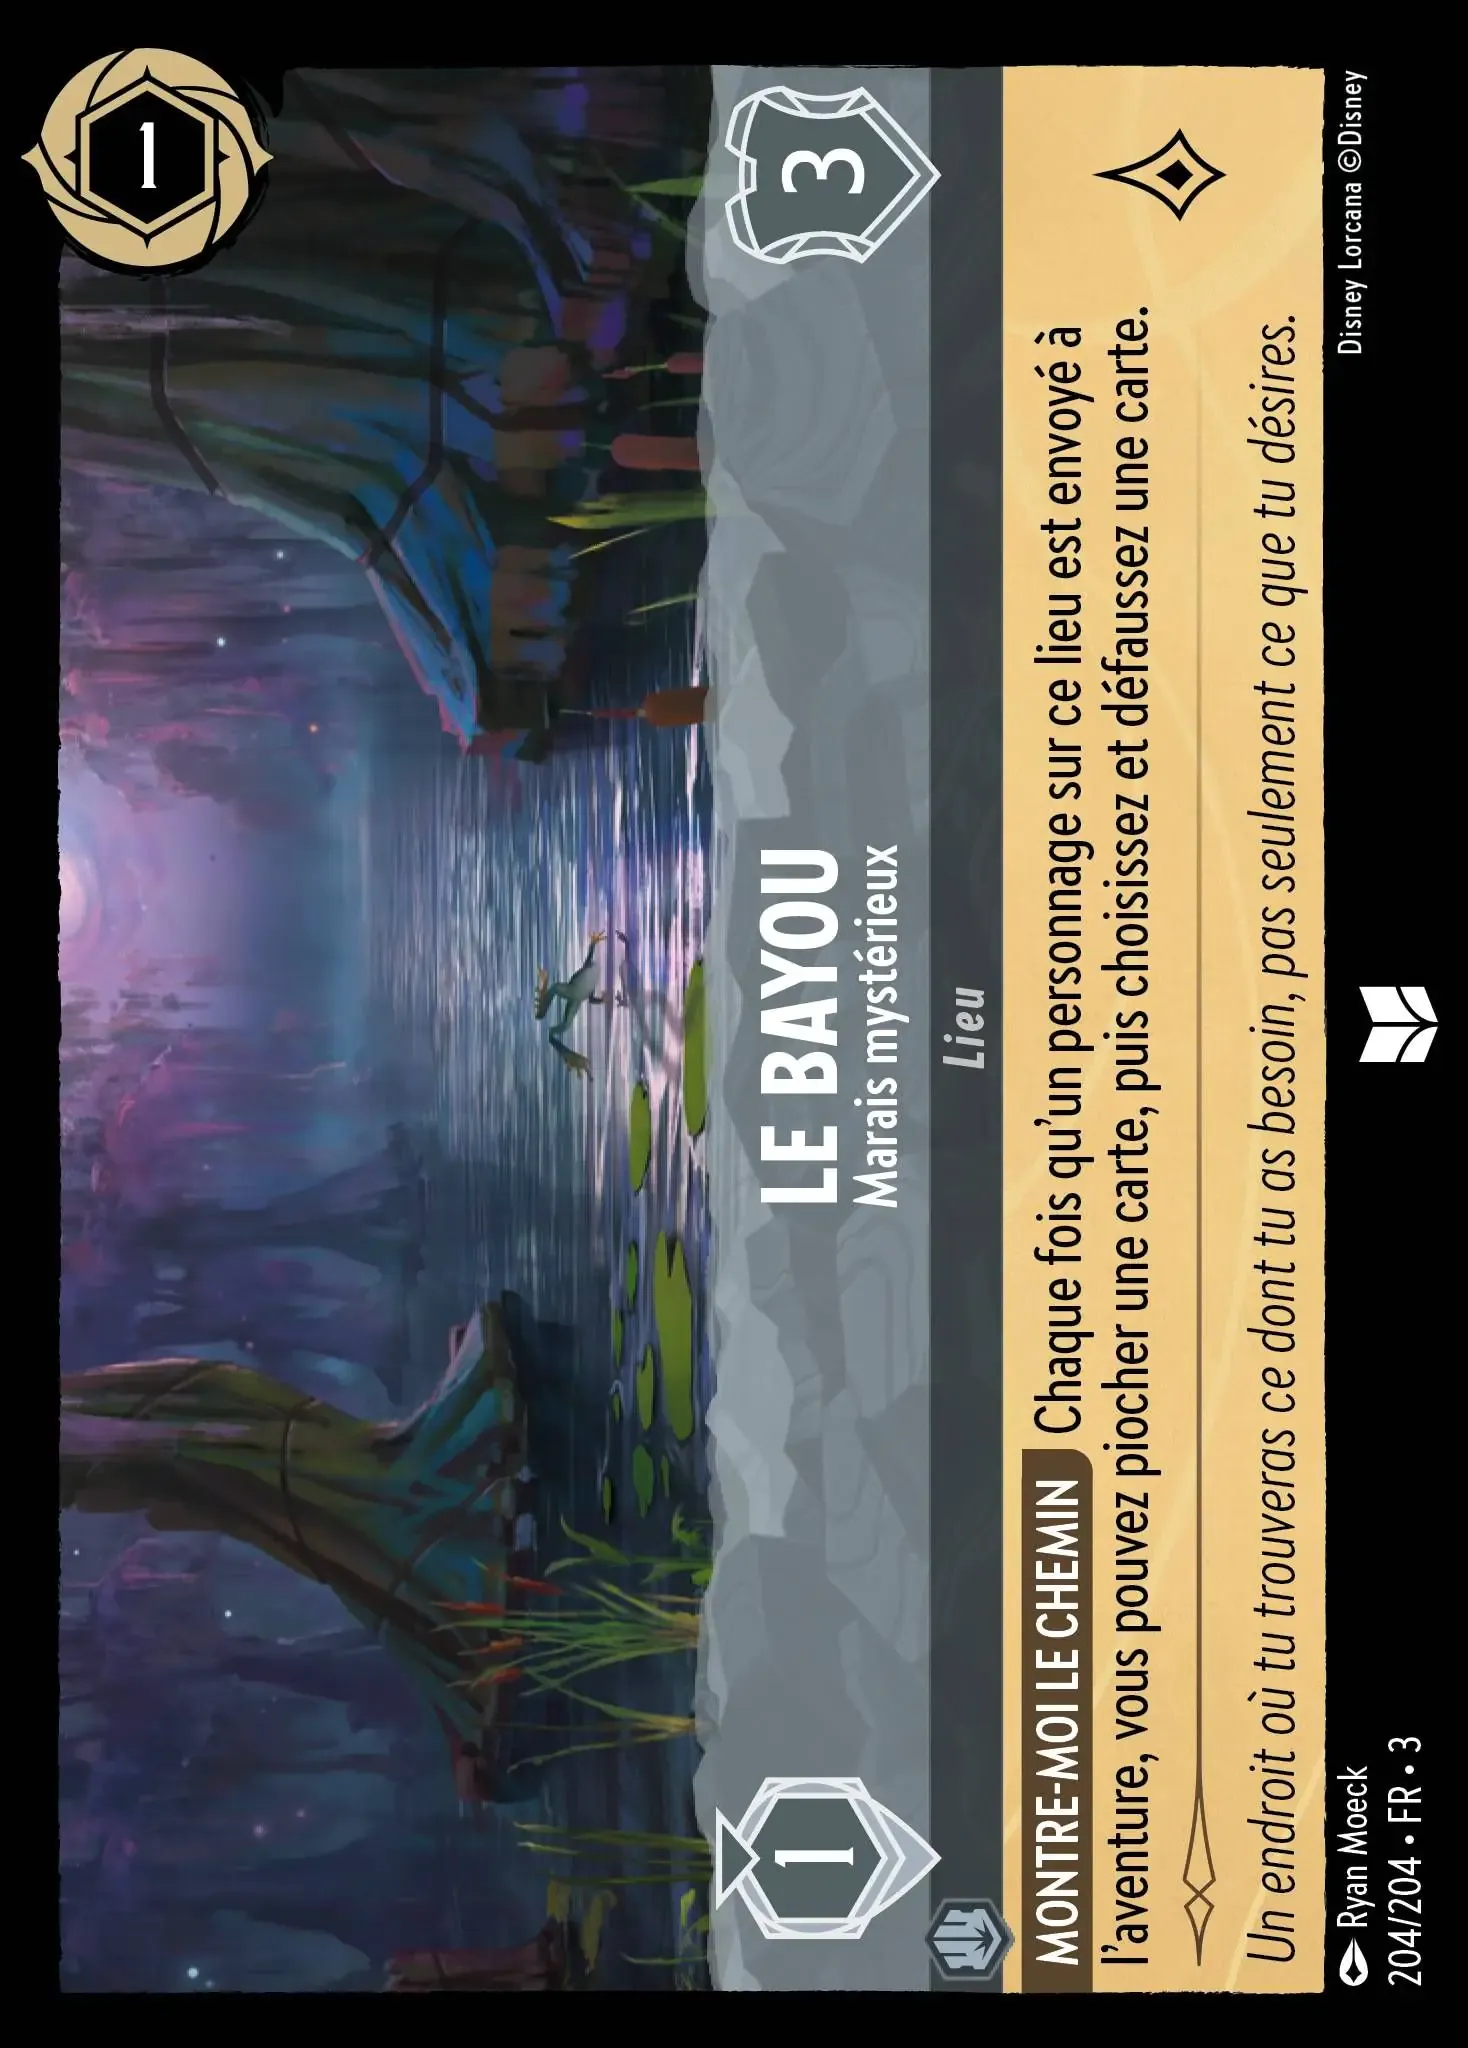 1
LE BAYOU
Marais mystérieux
1
3
Lieu
MONTRE-MOI LE CHEMIN Chaque fois qu'un personnage sur ce lieu est envoyé à
l'aventure, vous pouvez piocher une carte, puis choisissez et défaussez une carte.
Un endroit où tu trouveras ce dont tu as besoin, pas seulement ce que tu désires.
Ryan Moeck
Disney Lorcana ©Disney
204/204 • FR • 3